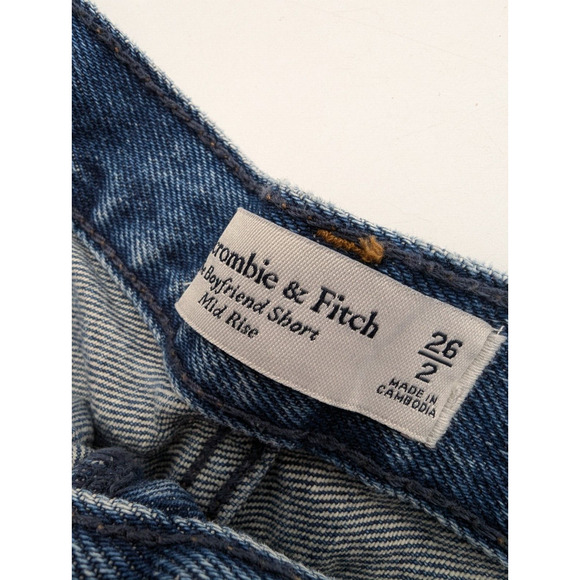 crombie & Fitch
Boyfriend Short
Mid Rise
26
2
MADE IN
CAMBODIA